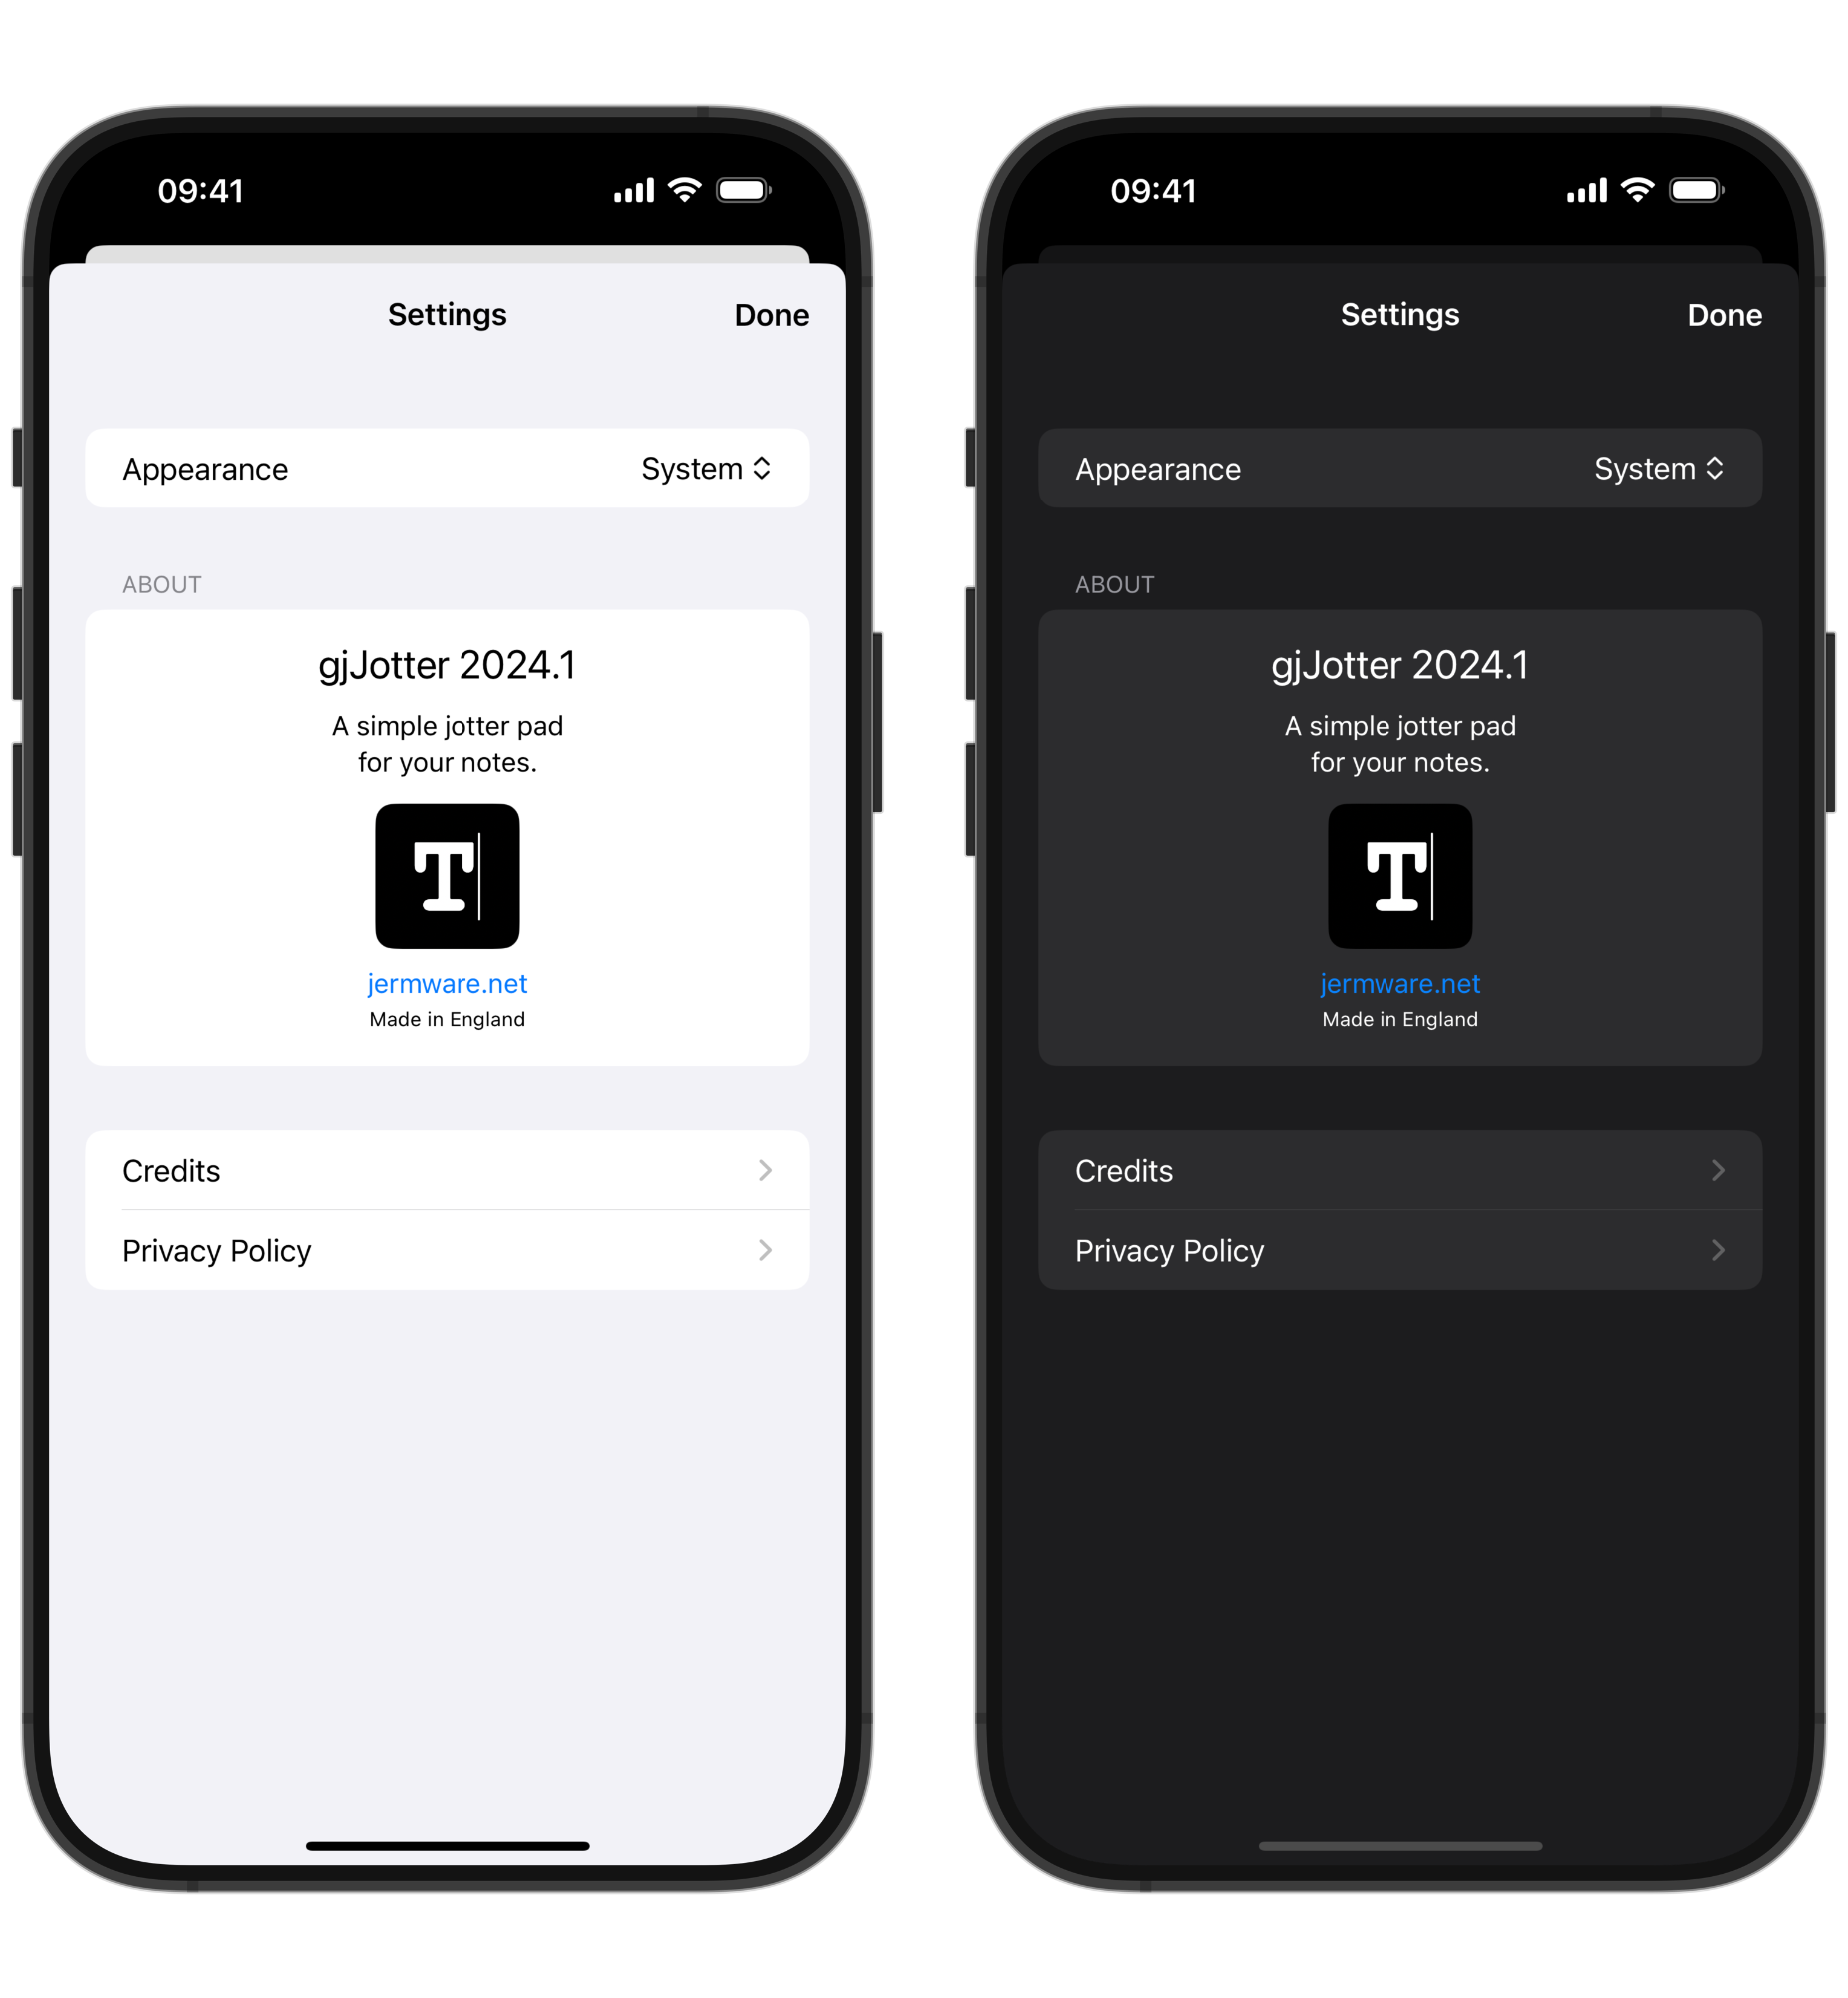 09:41
Settings
Done
Appearance
System
ABOUT
gjJotter 2024.1
A simple jotter pad
for your notes.
T
jermware.net
Made in England
Credits
Privacy Policy
09:41
Settings
Done
Appearance
System
ABOUT
gjJotter 2024.1
A simple jotter pad
for your notes.
T
jermware.net
Made in England
Credits
Privacy Policy